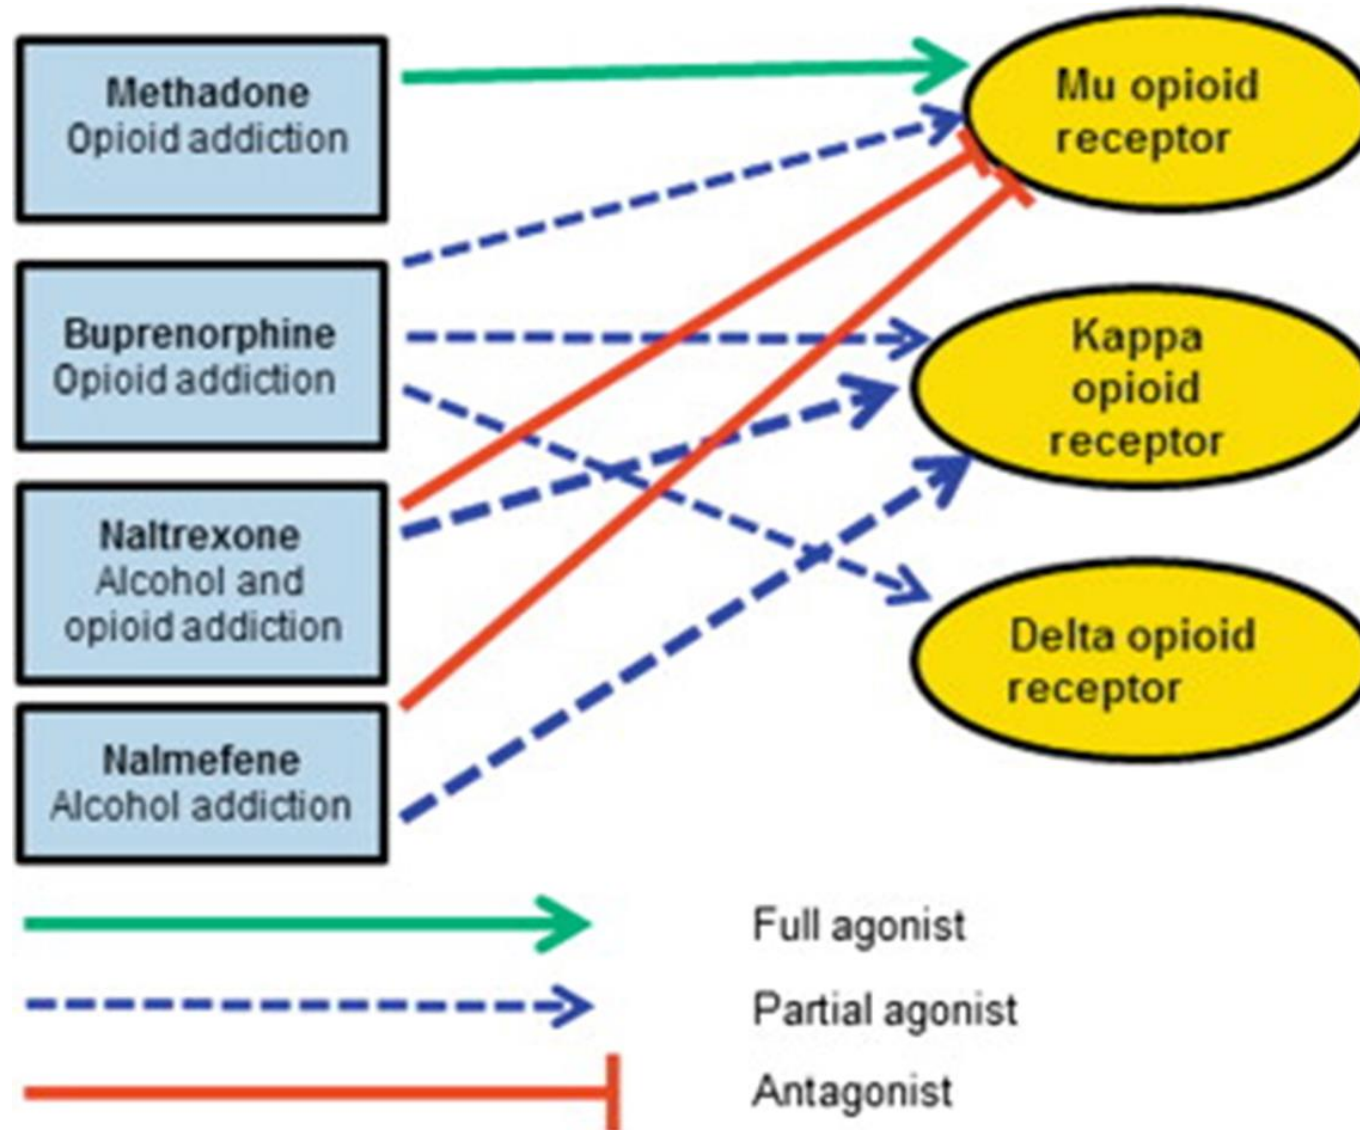 Methadone
Opioid addiction
Buprenorphine
Opioid addiction
Naltrexone
Alcohol and
opioid addiction
Nalmefene
Alcohol addiction
Mu opioid
receptor
Kappa
opioid
receptor
Delta opioid
receptor
Full agonist
Partial agonist
Antagonist